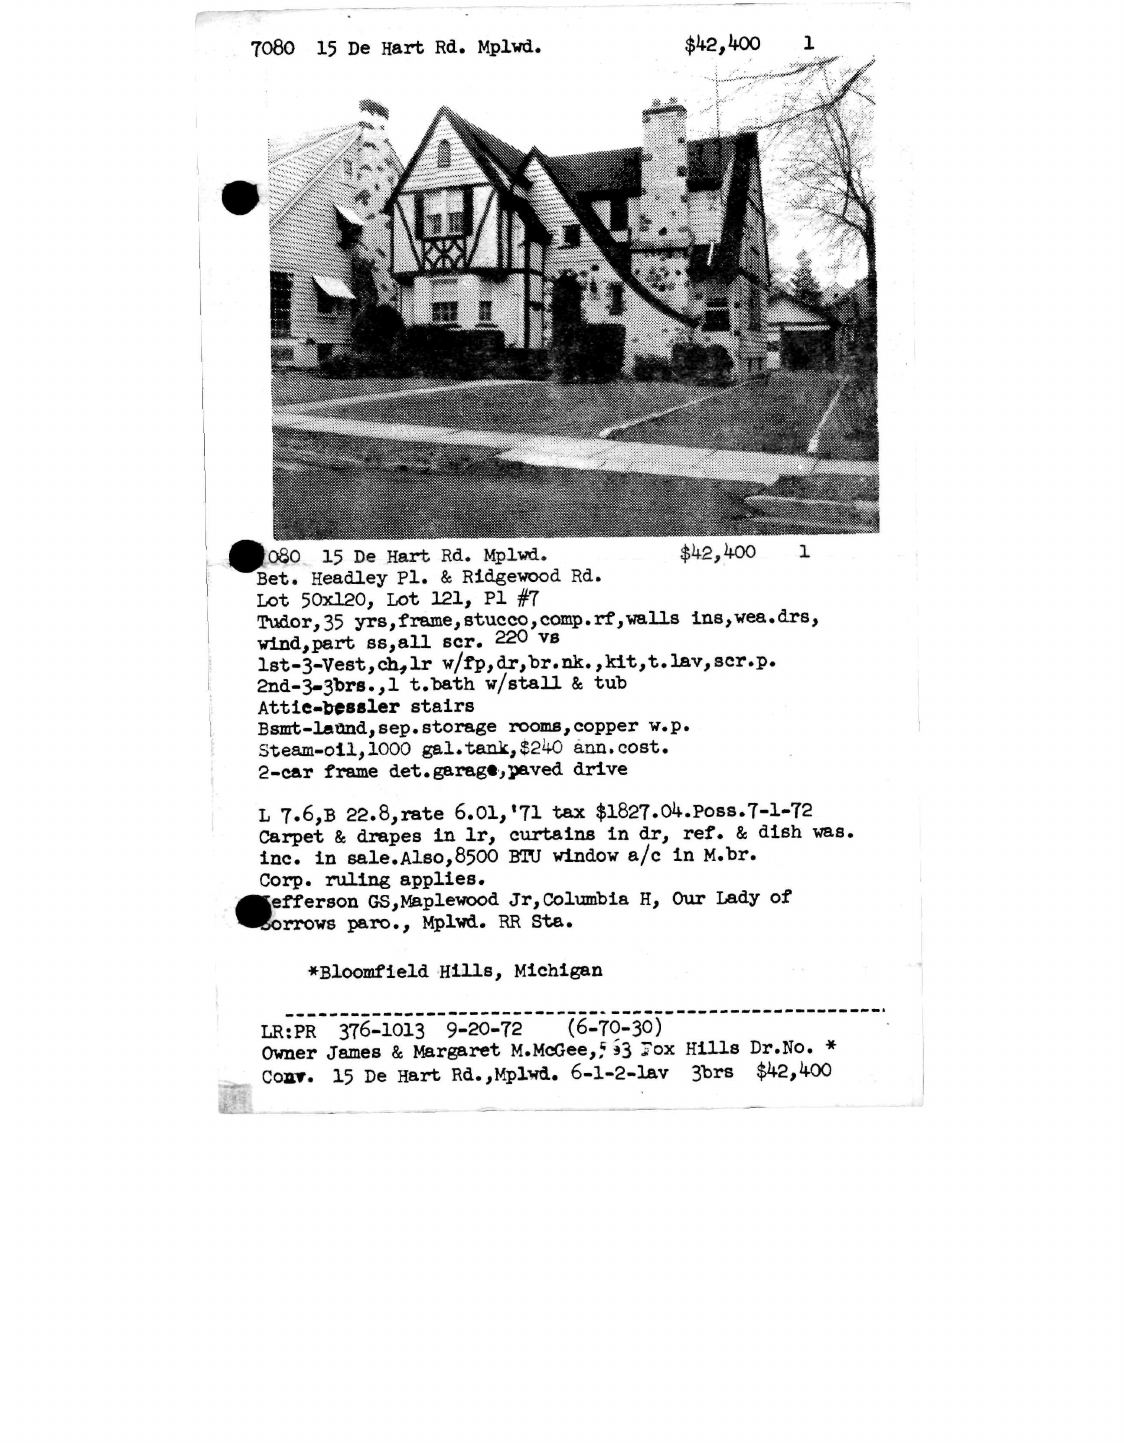 7080 15 De Hart Rd. Mplwd. $42,400 1
080 15 De Hart Rd. Mplwd. $42,400 1
Bet. Headley Pl. & Ridgewood Rd.
Lot 50x120, Lot 121, Pl #7
Tudor,35 yrs,frame,stucco,comp.rf,walls ins,wea.drs,
wind,part ss,all scr. 220 vs
1st-3-Vest,ch,lr w/fp,dr,br.nk.,kit,t.lav,scr.p.
2nd-3-3brs.,1 t.bath w/stall & tub
Attic-bessler stairs
Bsmt-laund,sep.storage rooms,copper w.p.
Steam-oil,1000 gal.tank,$240 ann.cost.
2-car frame det.garage,paved drive
L 7.6,B 22.8,rate 6.01,'71 tax $1827.04.Poss.7-1-72
Carpet & drapes in lr, curtains in dr, ref. & dish was.
inc. in sale.Also,8500 BTU window a/c in M.br.
Corp. ruling applies.
Jefferson GS,Maplewood Jr,Columbia H, Our Lady of
Sorrows paro., Mplwd. RR Sta.
*Bloomfield Hills, Michigan
LR:PR 376-1013 9-20-72 (6-70-30)
Owner James & Margaret M.McGee, Fox Hills Dr.No. *
Conv. 15 De Hart Rd.,Mplwd. 6-1-2-lav 3brs $42,400